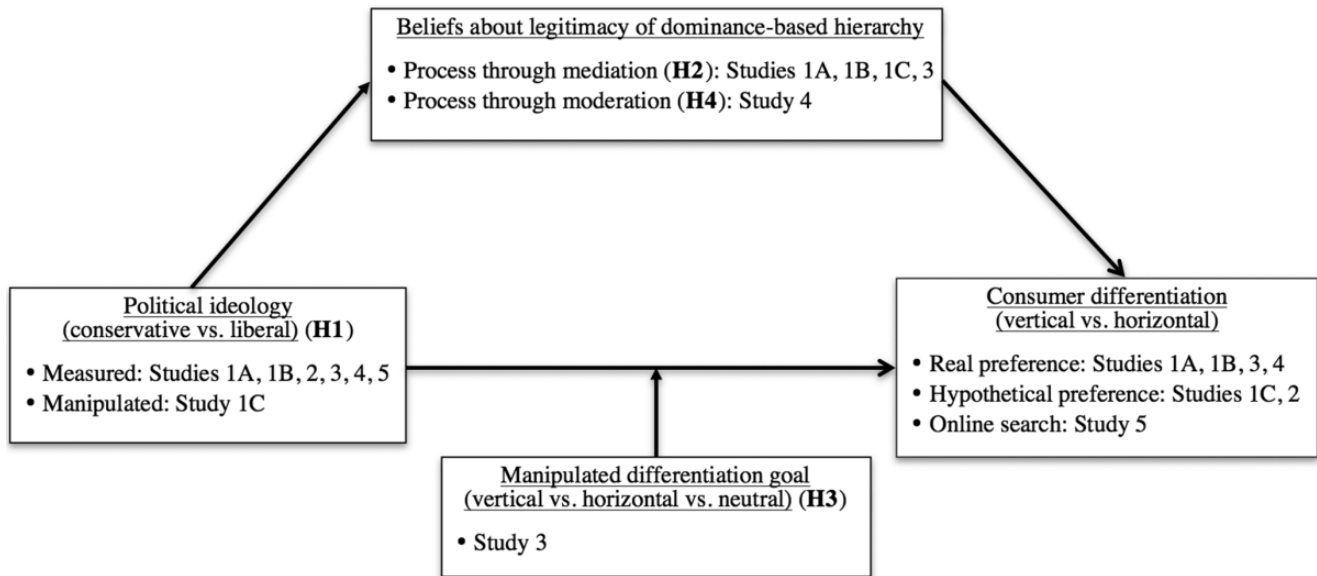 Beliefs about legitimacy of dominance-based hierarchy
• Process through mediation (H2): Studies 1A, 1B, 1C, 3
• Process through moderation (H4): Study 4
Political ideology
(conservative vs. liberal) (H1)
• Measured: Studies 1A, 1B, 2, 3, 4, 5
• Manipulated: Study 1C
Consumer differentiation
(vertical vs. horizontal)
• Real preference: Studies 1A, 1B, 3, 4
• Hypothetical preference: Studies 1C, 2
• Online search: Study 5
Manipulated differentiation goal
(vertical vs. horizontal vs. neutral) (H3)
• Study 3